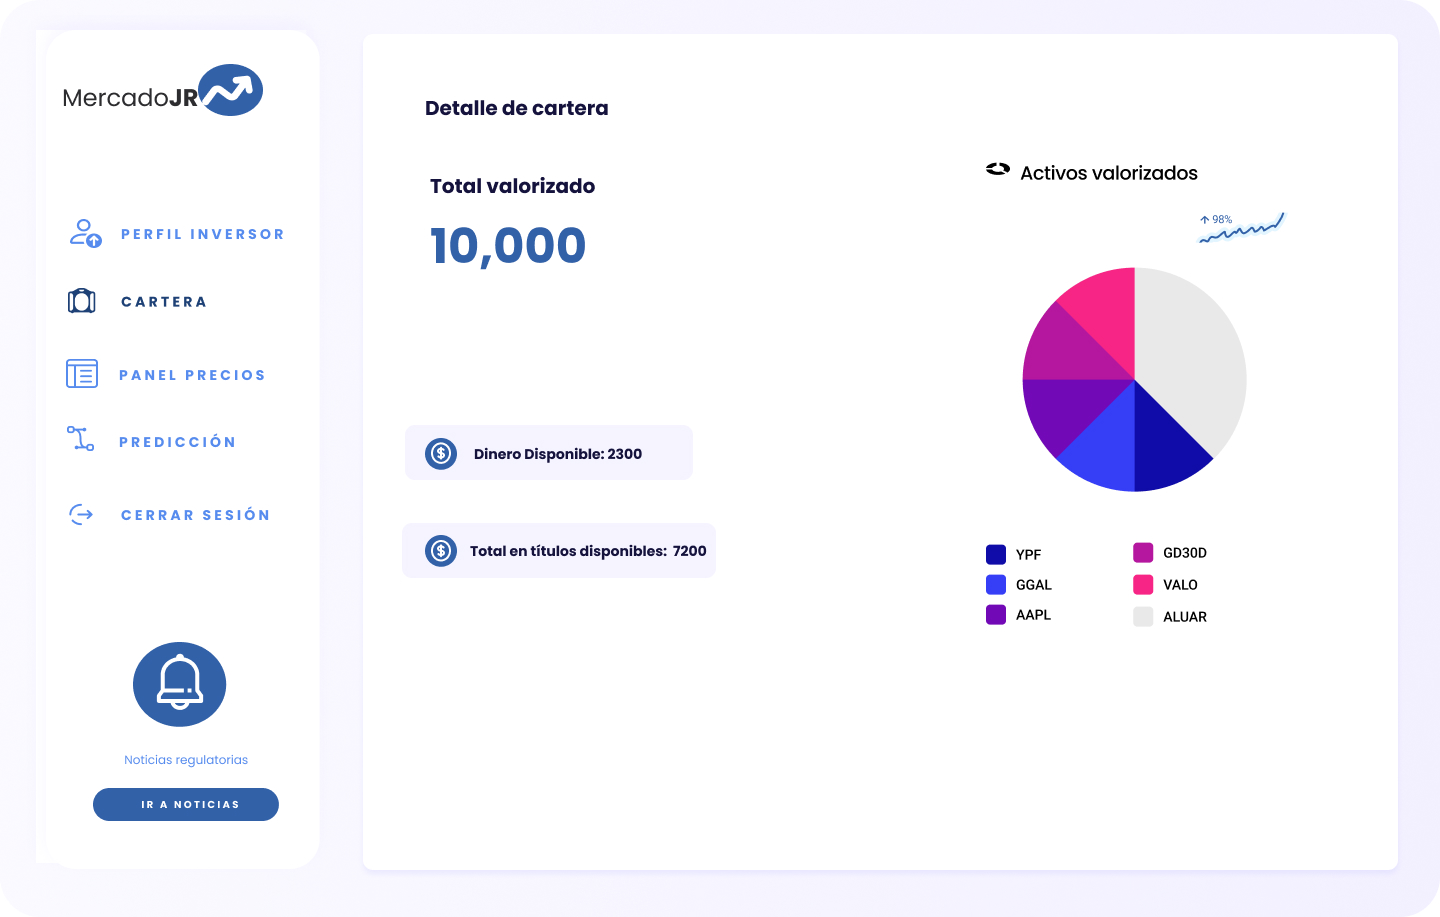 MercadoJR
PERFIL INVERSOR
CARTERA
PANEL PRECIOS
PREDICCIÓN
CERRAR SESIÓN
Noticias regulatorias
IR A NOTICIAS
Detalle de cartera
Total valorizado
10,000
Dinero Disponible: 2300
Total en títulos disponibles: 7200
Activos valorizados
98%
YPF
GGAL
AAPL
GD30D
VALO
ALUAR